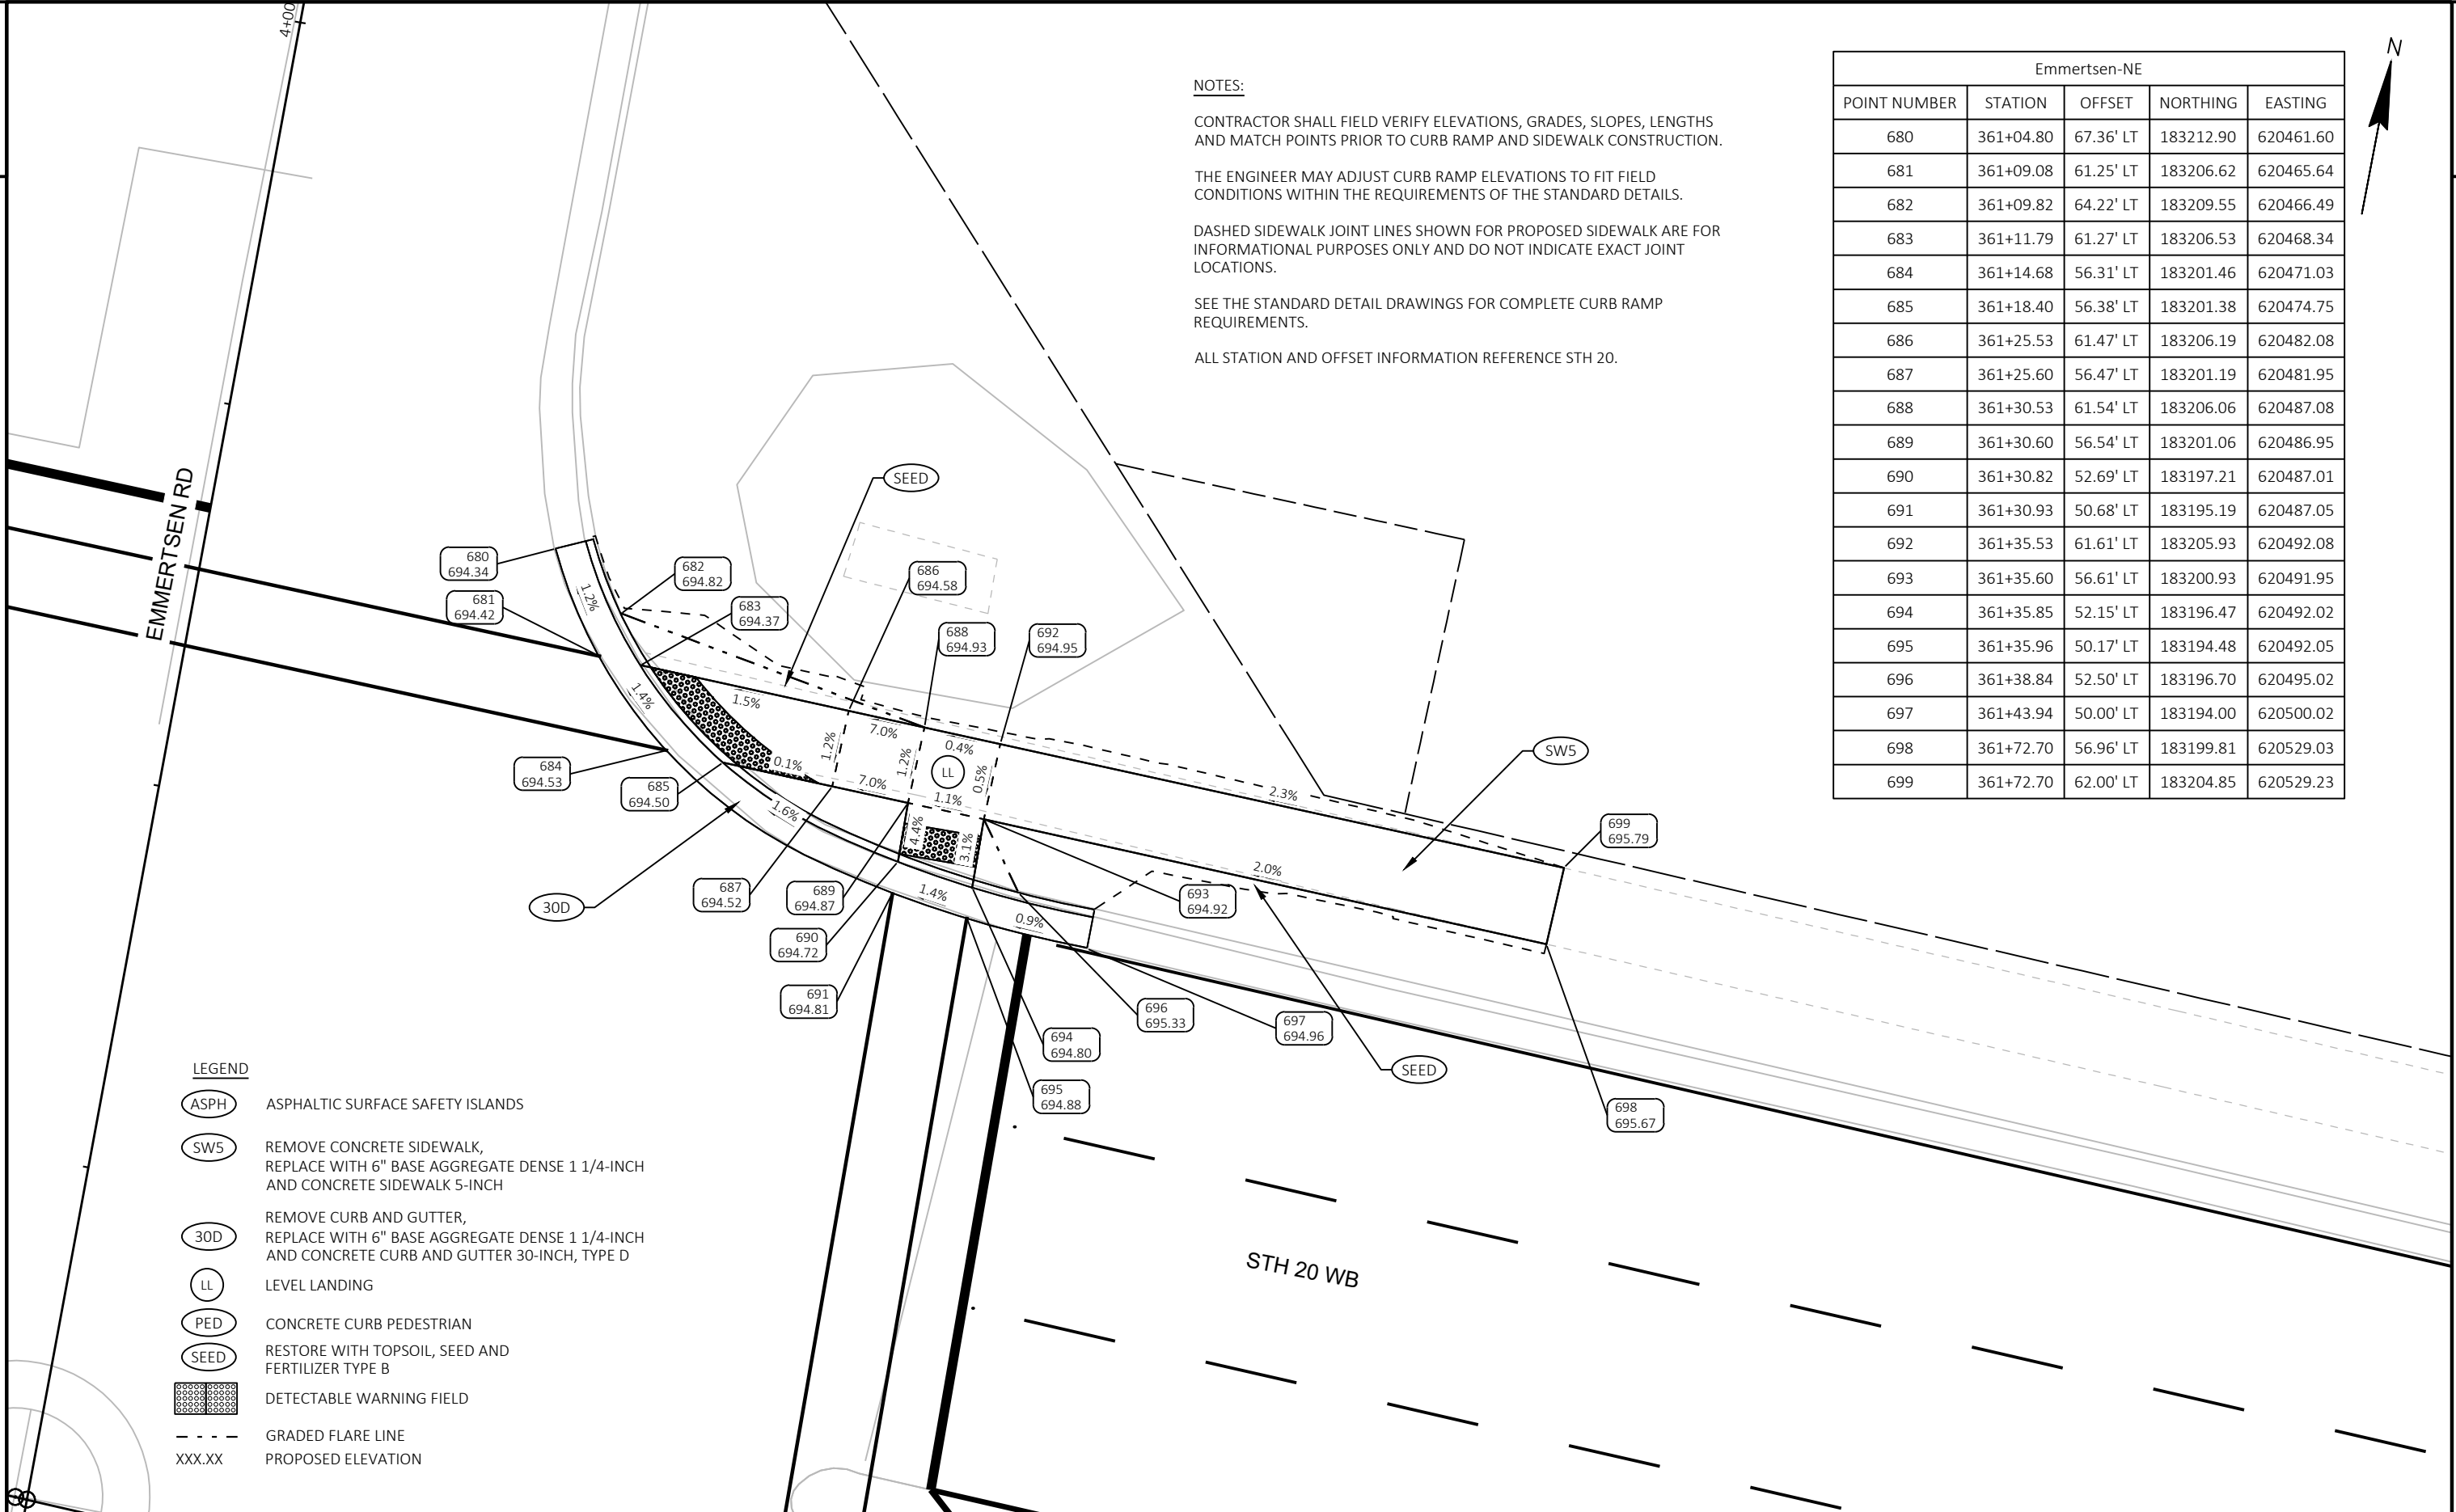 4+00
EMMERTSEN RD
NOTES:
CONTRACTOR SHALL FIELD VERIFY ELEVATIONS, GRADES, SLOPES, LENGTHS
AND MATCH POINTS PRIOR TO CURB RAMP AND SIDEWALK CONSTRUCTION.
THE ENGINEER MAY ADJUST CURB RAMP ELEVATIONS TO FIT FIELD
CONDITIONS WITHIN THE REQUIREMENTS OF THE STANDARD DETAILS.
DASHED SIDEWALK JOINT LINES SHOWN FOR PROPOSED SIDEWALK ARE FOR
INFORMATIONAL PURPOSES ONLY AND DO NOT INDICATE EXACT JOINT
LOCATIONS.
SEE THE STANDARD DETAIL DRAWINGS FOR COMPLETE CURB RAMP
REQUIREMENTS.
ALL STATION AND OFFSET INFORMATION REFERENCE STH 20.
Emmertsen-NE
POINT NUMBER STATION OFFSET NORTHING EASTING
680 361+04.80 67.36' LT 183212.90 620461.60
681 361+09.08 61.25' LT 183206.62 620465.64
682 361+09.82 64.22' LT 183209.55 620466.49
683 361+11.79 61.27' LT 183206.53 620468.34
684 361+14.68 56.31' LT 183201.46 620471.03
685 361+18.40 56.38' LT 183201.38 620474.75
686 361+25.53 61.47' LT 183206.19 620482.08
687 361+25.60 56.47' LT 183201.19 620481.95
688 361+30.53 61.54' LT 183206.06 620487.08
689 361+30.60 56.54' LT 183201.06 620486.95
690 361+30.82 52.69' LT 183197.21 620487.01
691 361+30.93 50.68' LT 183195.19 620487.05
692 361+35.53 61.61' LT 183205.93 620492.08
693 361+35.60 56.61' LT 183200.93 620491.95
694 361+35.85 52.15' LT 183196.47 620492.02
695 361+35.96 50.17' LT 183194.48 620492.05
696 361+38.84 52.50' LT 183196.70 620495.02
697 361+43.94 50.00' LT 183194.00 620500.02
698 361+72.70 56.96' LT 183199.81 620529.03
699 361+72.70 62.00' LT 183204.85 620529.23
N
SEED
680
694.34
681
694.42
682
694.82
683
694.37
686
694.58
688
694.93
692
694.95
1.2%
1.4%
1.5%
7.0%
0.4%
1.2%
1.2%
0.5%
0.1%
7.0%
LL
1.1%
2.3%
SW5
684
694.53
685
694.50
1.6%
4.4%
3.1%
1.4%
0.9%
2.0%
699
695.79
30D
687
694.52
689
694.87
693
694.92
690
694.72
691
694.81
696
695.33
697
694.96
694
694.80
695
694.88
SEED
698
695.67
STH 20 WB
LEGEND
ASPH ASPHALTIC SURFACE SAFETY ISLANDS
SW5 REMOVE CONCRETE SIDEWALK,
REPLACE WITH 6" BASE AGGREGATE DENSE 1 1/4-INCH
AND CONCRETE SIDEWALK 5-INCH
30D REMOVE CURB AND GUTTER,
REPLACE WITH 6" BASE AGGREGATE DENSE 1 1/4-INCH
AND CONCRETE CURB AND GUTTER 30-INCH, TYPE D
LL LEVEL LANDING
PED CONCRETE CURB PEDESTRIAN
SEED RESTORE WITH TOPSOIL, SEED AND
FERTILIZER TYPE B
DETECTABLE WARNING FIELD
GRADED FLARE LINE
XXX.XX PROPOSED ELEVATION